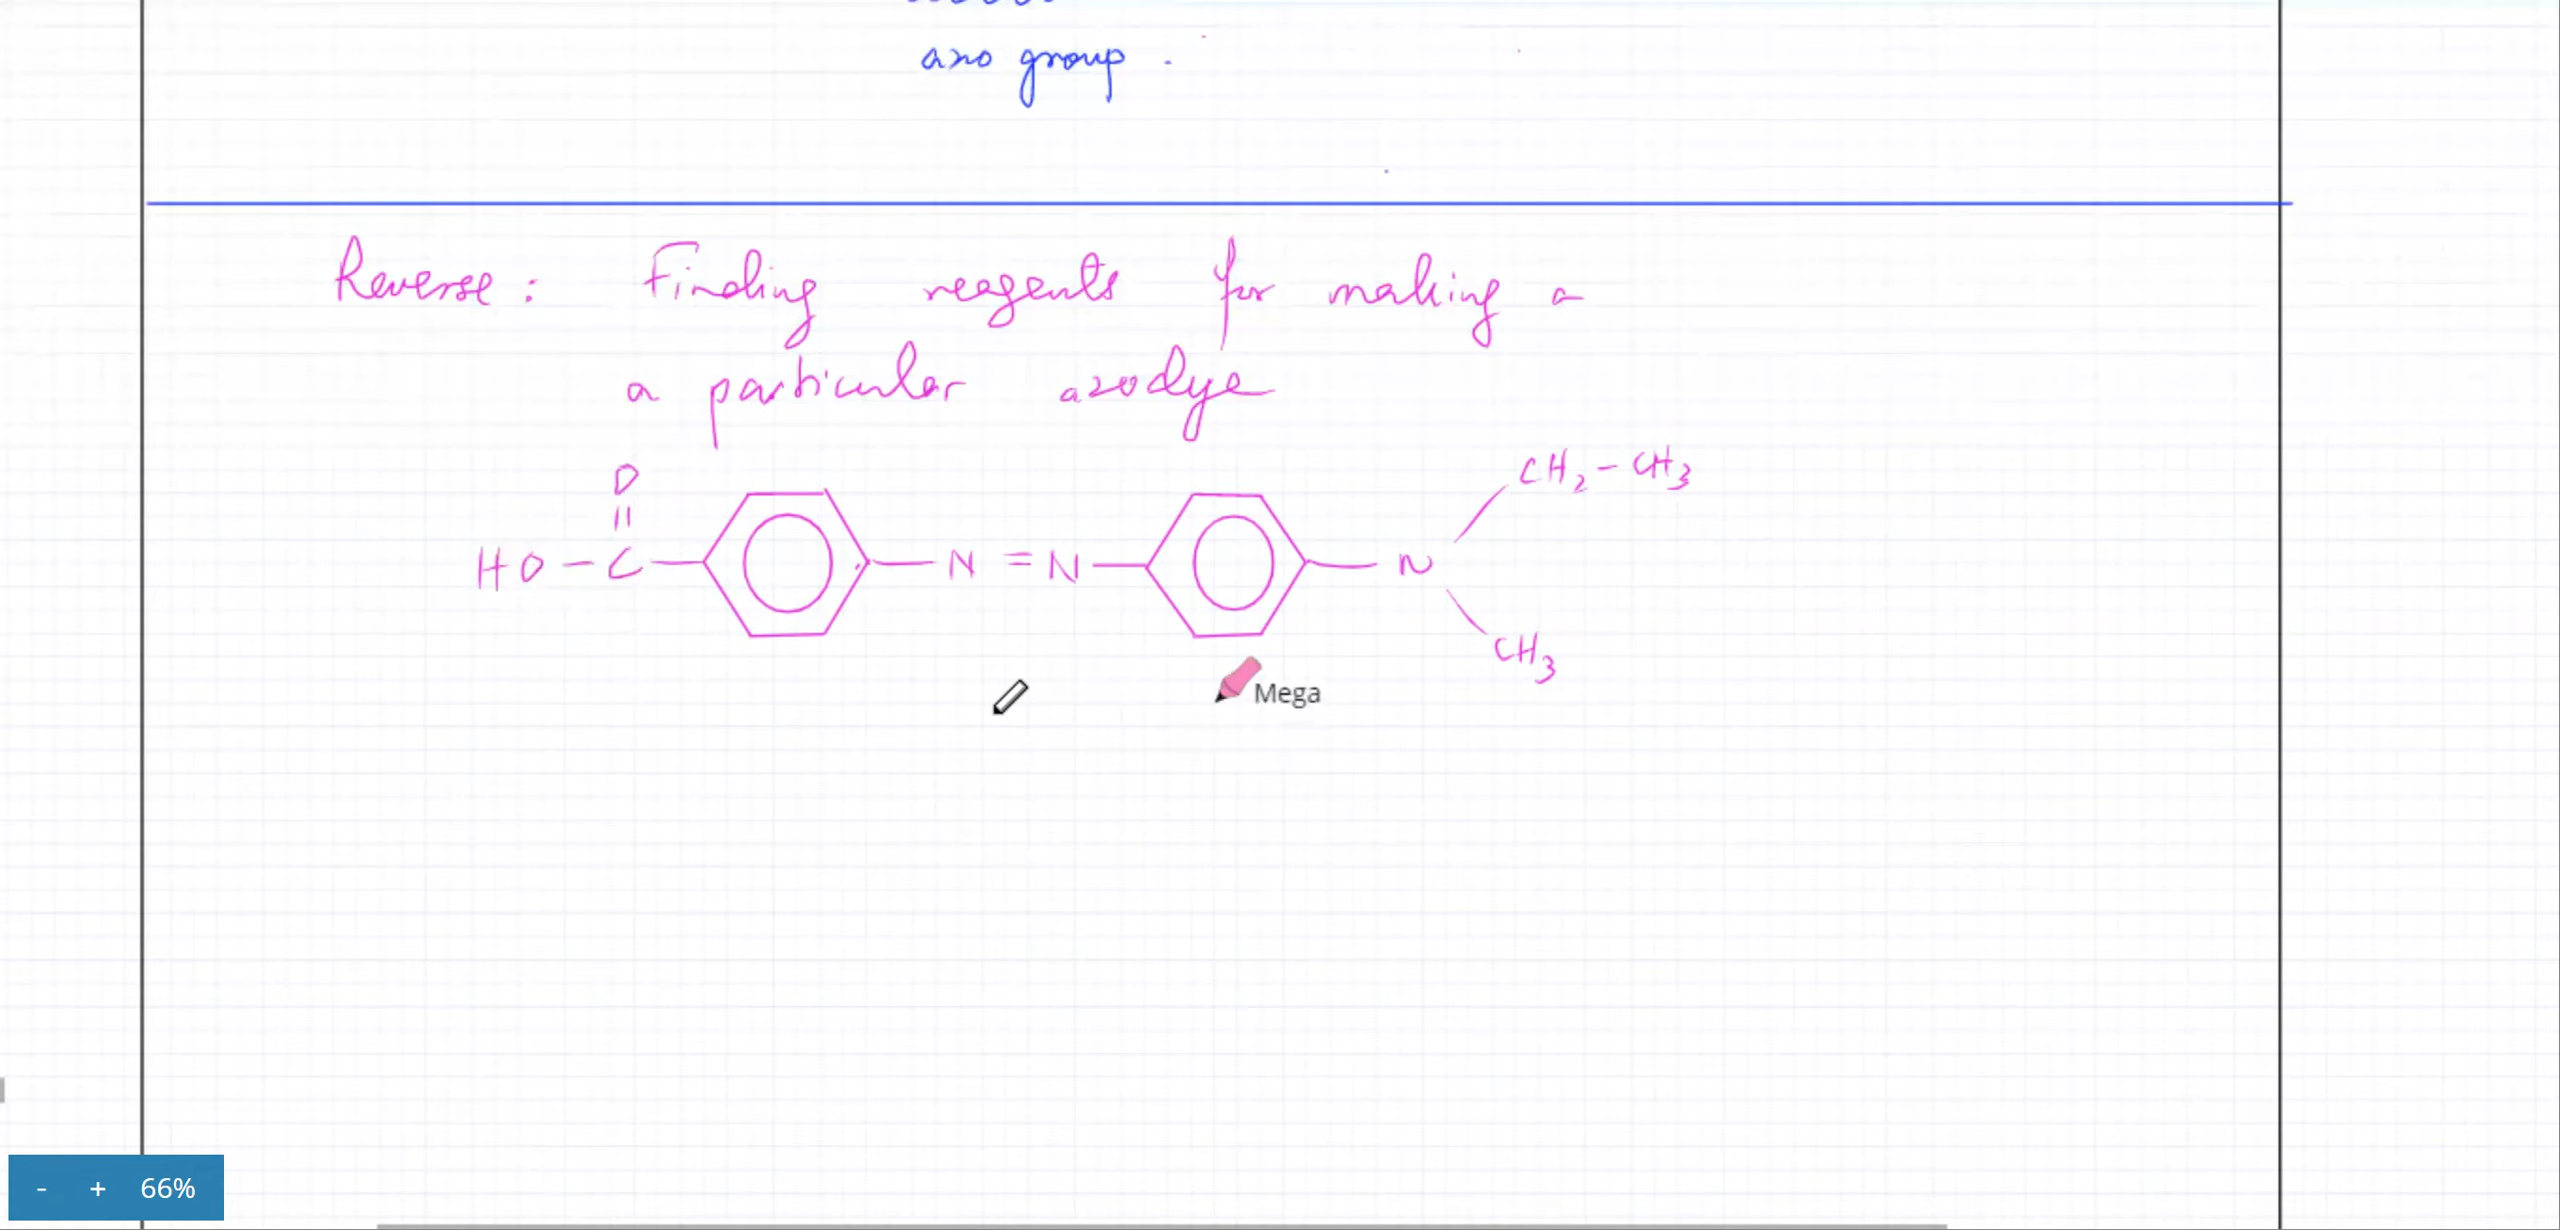 azo group .
Reverse : Finding reagents for making a
a particular azodye
O
CH2-CH3
HO-C-N=N-N
CH3
Mega
- + 66%